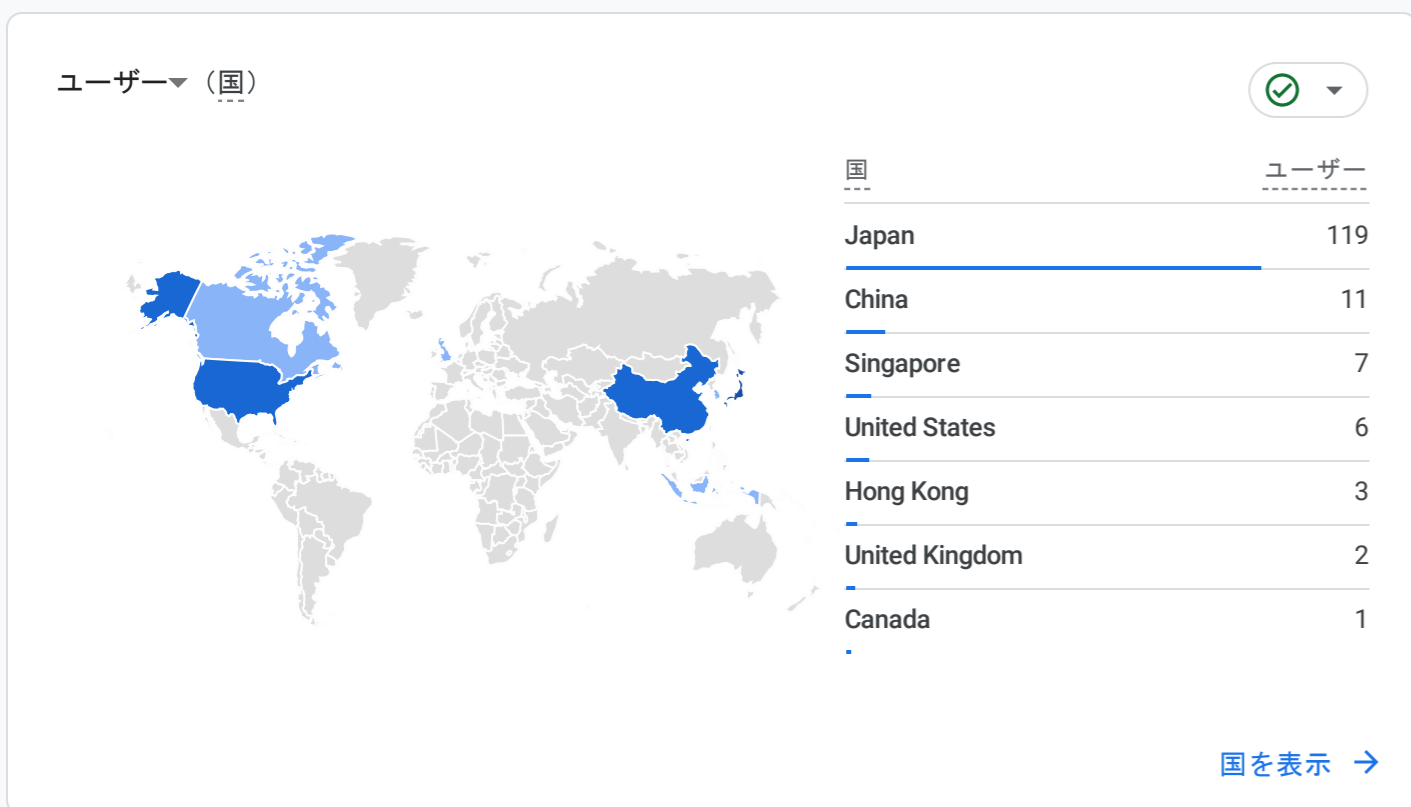 ユーザー （国）
国 ユーザー
Japan 119
China 11
Singapore 7
United States 6
Hong Kong 3
United Kingdom 2
Canada 1
国を表示